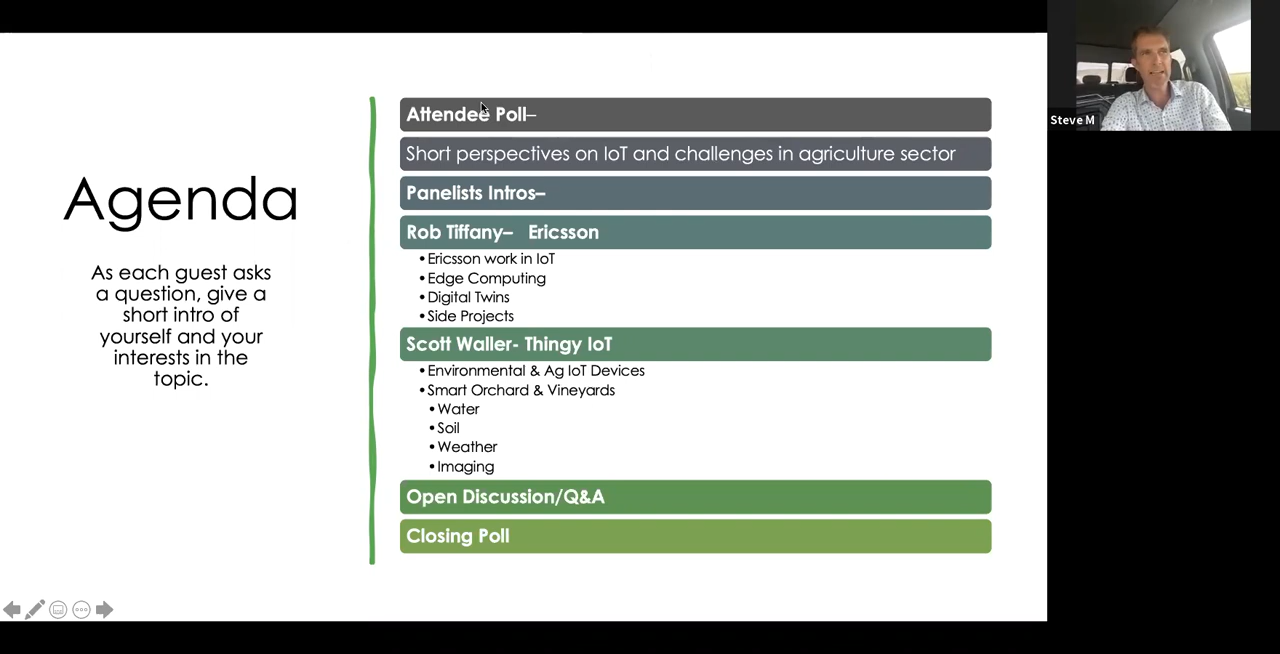 Agenda
As each guest asks
a question, give a
short intro of
yourself and your
interests in the
topic.
Attendee Poll–
Short perspectives on IoT and challenges in agriculture sector
Panelists Intros–
Rob Tiffany– Ericsson
•Ericsson work in IoT
•Edge Computing
•Digital Twins
•Side Projects
Scott Waller- Thingy IoT
•Environmental & Ag IoT Devices
•Smart Orchard & Vineyards
•Water
•Soil
•Weather
•Imaging
Open Discussion/Q&A
Closing Poll
Steve M